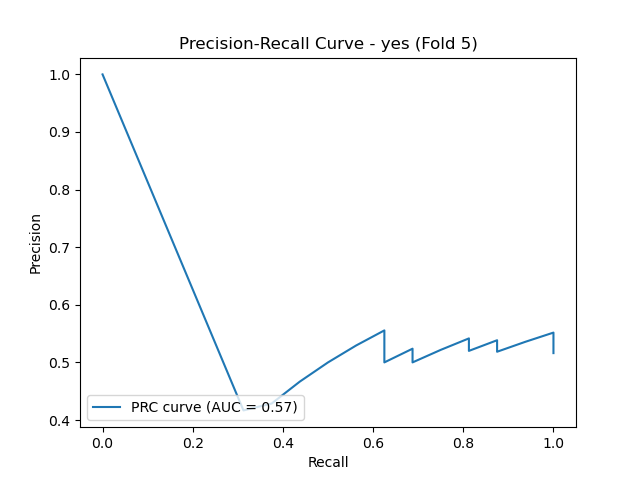 Precision-Recall Curve - yes (Fold 5)
1.0
0.9
0.8
0.7
0.6
0.5
0.4
Precision
PRC curve (AUC = 0.57)
0.0 0.2 0.4 0.6 0.8 1.0
Recall